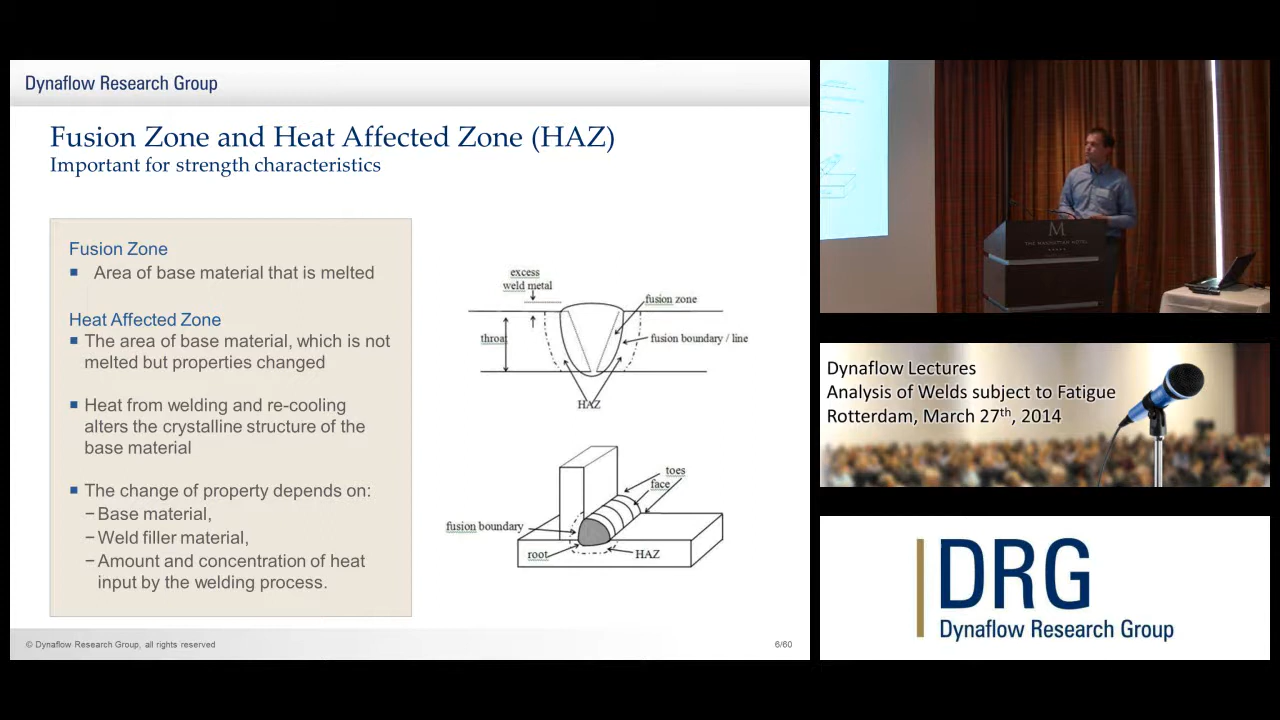 Dynaflow Research Group
Fusion Zone and Heat Affected Zone (HAZ)
Important for strength characteristics
Fusion Zone
Area of base material that is melted
Heat Affected Zone
The area of base material, which is not
melted but properties changed
Heat from welding and re-cooling
alters the crystalline structure of the
base material
The change of property depends on:
−Base material,
−Weld filler material,
−Amount and concentration of heat
input by the welding process.
excess
weld metal
fusion zone
throat
fusion boundary / line
HAZ
toes
face
fusion boundary
root
HAZ
© Dynaflow Research Group, all rights reserved
6/60
M
THE MANHATTAN HOTEL
Dynaflow Lectures
Analysis of Welds subject to Fatigue
Rotterdam, March 27th, 2014
DRG
Dynaflow Research Group